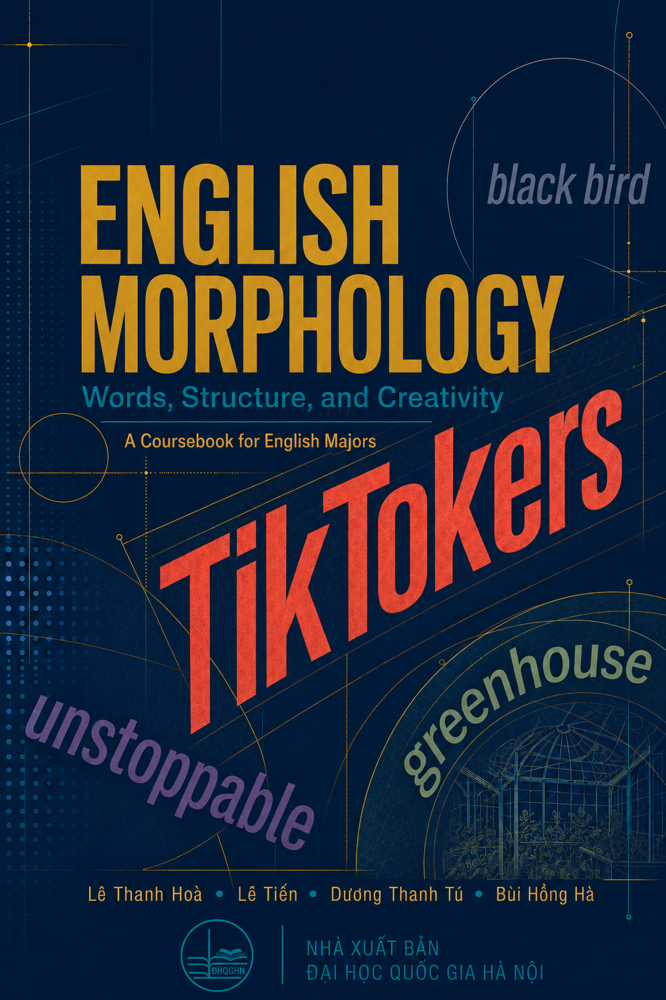 black bird
ENGLISH
MORPHOLOGY
Words, Structure, and Creativity
A Coursebook for English Majors
TikTokers
greenhouse
unstoppable
Lê Thanh Hoà • Lê Tiến • Dương Thanh Tú • Bùi Hồng Hà
ĐHQGHN
NHÀ XUẤT BẢN
ĐẠI HỌC QUỐC GIA HÀ NỘI